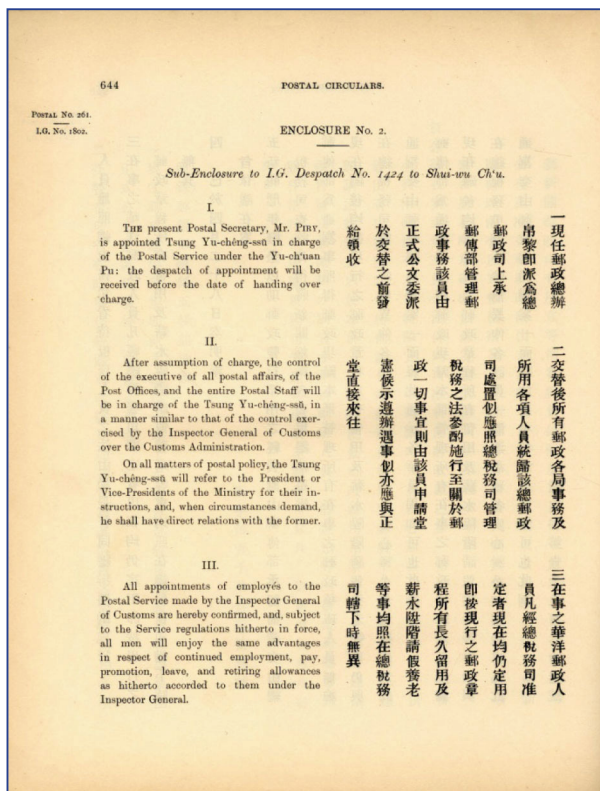 644
POSTAL CIRCULARS.
POSTAL No. 261.
I.G. No. 1802.
ENCLOSURE No. 2.
Sub-Enclosure to I.G. Despatch No. 1424 to Shui-wu Ch'u.
I.
THE present Postal Secretary, Mr. PIRY,
is appointed Tsung Yu-chêng-ssŭ in charge
of the Postal Service under the Yu-ch'uan
Pu: the despatch of appointment will be
received before the date of handing over
charge.
一現任郵政總辦
帛黎卽派爲總
郵政司上承
郵傳部管理郵
政事務該員由
正式公文委派
於交替之前發
給領收
II.
After assumption of charge, the control
of the executive of all postal affairs, of the
Post Offices, and the entire Postal Staff will
be in charge of the Tsung Yu-chêng-ssŭ, in
a manner similar to that of the control exer-
cised by the Inspector General of Customs
over the Customs Administration.
On all matters of postal policy, the Tsung
Yu-chêng-ssŭ will refer to the President or
Vice-Presidents of the Ministry for their in-
structions, and, when circumstances demand,
he shall have direct relations with the former.
二交替後所有郵政各局事務及
所用各項人員統歸該總郵政
司處置似應照總稅務司管理
稅務之法參酌施行至關於郵
政一切事宜則由該員申請堂
憲候示遵辦遇事似亦應與正
堂直接來往
III.
All appointments of employés to the
Postal Service made by the Inspector General
of Customs are hereby confirmed, and, subject
to the Service regulations hitherto in force,
all men will enjoy the same advantages
in respect of continued employment, pay,
promotion, leave, and retiring allowances
as hitherto accorded to them under the
Inspector General.
三在事之華洋郵政人
員凡經總稅務司准
定者現在均仍定用
卽按現行之郵政章
程所有長久留用及
薪水陞階請假養老
等事均照在總稅務
司轄下時無異